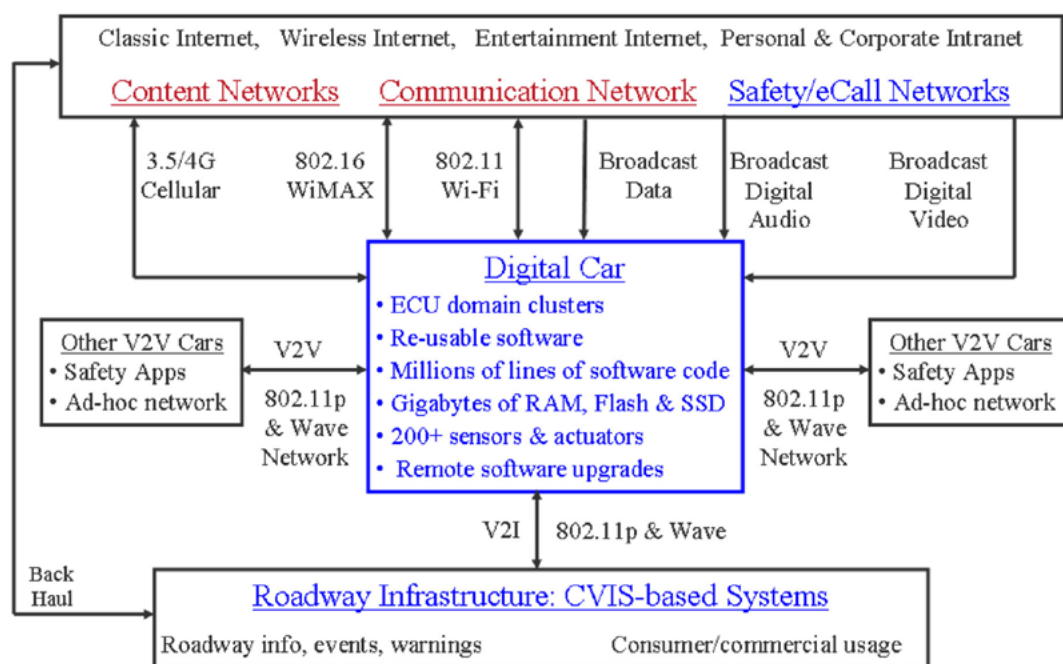 Classic Internet, Wireless Internet, Entertainment Internet, Personal & Corporate Intranet
Content Networks Communication Network Safety/eCall Networks
3.5/4G
Cellular
802.16
WiMAX
802.11
Wi-Fi
Broadcast
Data
Broadcast
Digital
Audio
Broadcast
Digital
Video
Digital Car
• ECU domain clusters
• Re-usable software
• Millions of lines of software code
• Gigabytes of RAM, Flash & SSD
• 200+ sensors & actuators
• Remote software upgrades
Other V2V Cars
• Safety Apps
• Ad-hoc network
V2V
802.11p
& Wave
Network
V2V
802.11p
& Wave
Network
Other V2V Cars
• Safety Apps
• Ad-hoc network
V2I 802.11p & Wave
Back
Haul
Roadway Infrastructure: CVIS-based Systems
Roadway info, events, warnings Consumer/commercial usage